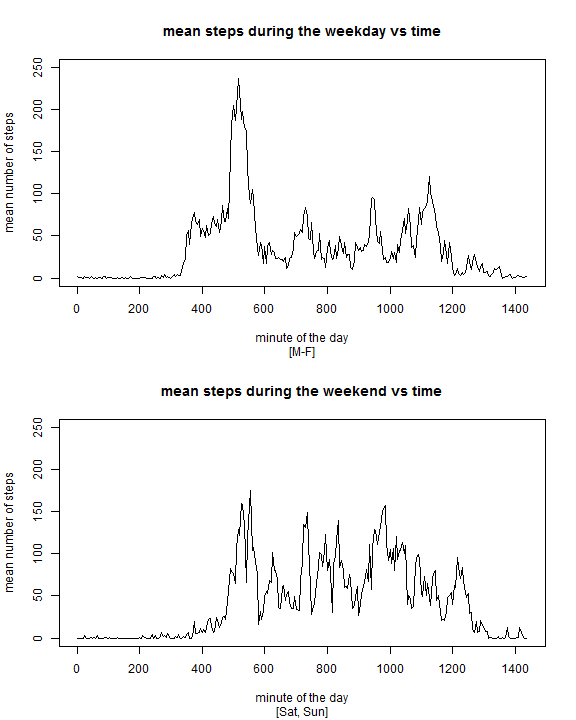 mean steps during the weekday vs time
250
200
150
100
50
0
mean number of steps
0 200 400 600 800 1000 1200 1400
minute of the day
[M-F]
mean steps during the weekend vs time
250
200
150
100
50
0
mean number of steps
0 200 400 600 800 1000 1200 1400
minute of the day
[Sat, Sun]